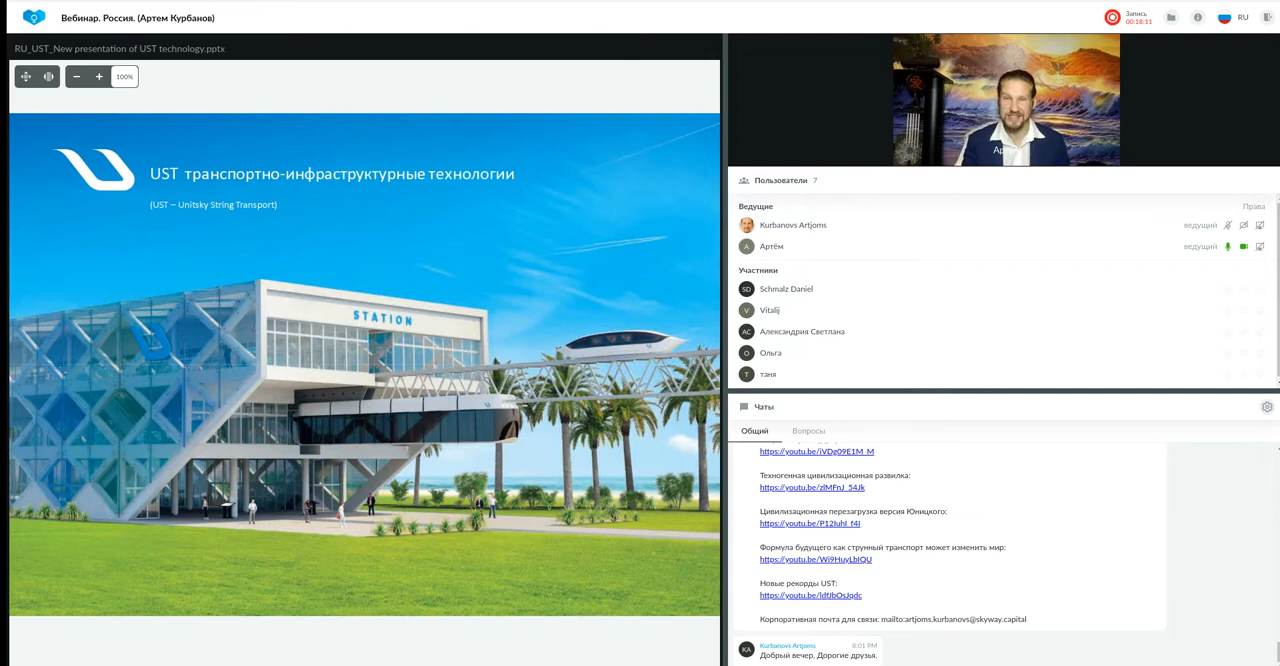 Вебинар. Россия. (Артем Курбанов)
Запись
00:18:11
RU
RU_UST_New presentation of UST technology.pptx
100%
UST транспортно-инфраструктурные технологии
(UST – Unitsky String Transport)
STATION
Ар
Пользователи 7
Ведущие Права
Kurbanovs Artjoms ведущий
А Артём ведущий
Участники
SD Schmalz Daniel
V Vitalij
АС Александрия Светлана
О Ольга
Т таня
Чаты
Общий Вопросы
https://youtu.be/iVDg09E1M_M
Техногенная цивилизационная развилка:
https://youtu.be/zlMFnJ_54Jk
Цивилизационная перезагрузка версия Юницкого:
https://youtu.be/P12Iuhl_f4I
Формула будущего как струнный транспорт может изменить мир:
https://youtu.be/Wi9HuyLbIQU
Новые рекорды UST:
https://youtu.be/ldfJbOsJqdc
Корпоративная почта для связи: mailto:artjoms.kurbanovs@skyway.capital
KA Kurbanovs Artjoms 8:01 PM
Добрый вечер. Дорогие друзья.